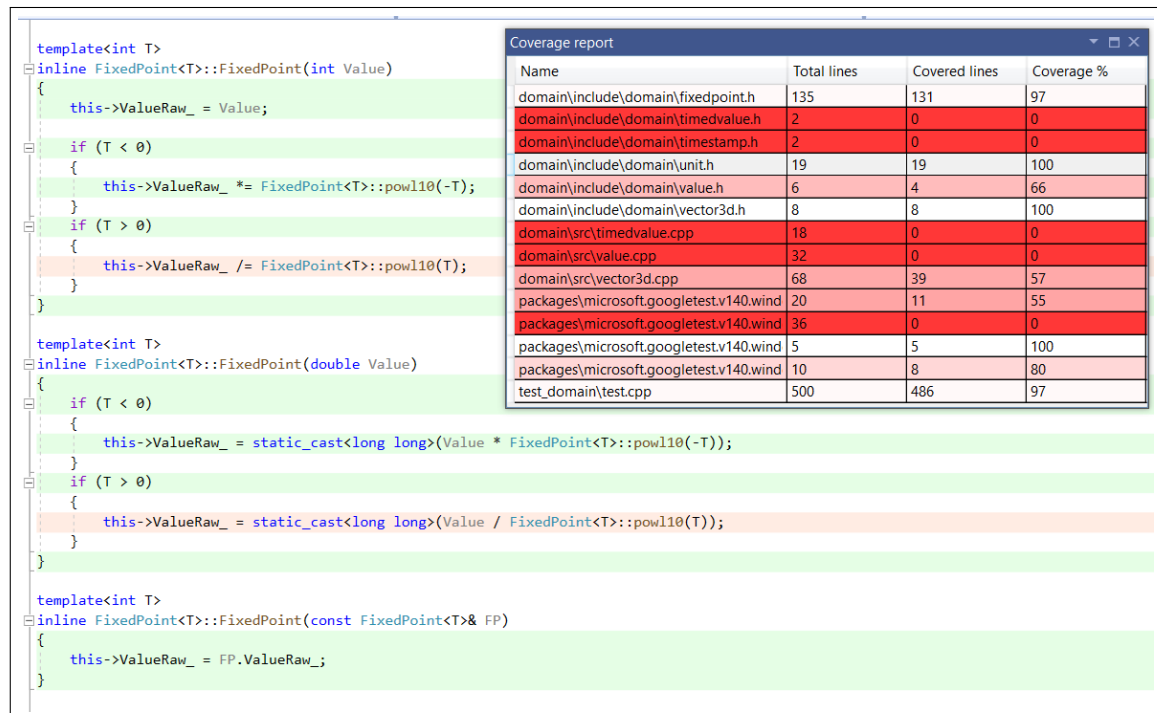 template<int T>
inline FixedPoint<T>::FixedPoint(int Value)
{
this->ValueRaw_ = Value;
if (T < 0)
{
this->ValueRaw_ *= FixedPoint<T>::powl10(-T);
}
if (T > 0)
{
this->ValueRaw_ /= FixedPoint<T>::powl10(T);
}
}
template<int T>
inline FixedPoint<T>::FixedPoint(double Value)
{
if (T < 0)
{
this->ValueRaw_ = static_cast<long long>(Value * FixedPoint<T>::powl10(-T));
}
if (T > 0)
{
this->ValueRaw_ = static_cast<long long>(Value / FixedPoint<T>::powl10(T));
}
}
template<int T>
inline FixedPoint<T>::FixedPoint(const FixedPoint<T>& FP)
{
this->ValueRaw_ = FP.ValueRaw_;
}
Coverage report
Name Total lines Covered lines Coverage %
domain\include\domain\fixedpoint.h 135 131 97
domain\include\domain\timedvalue.h 2 0 0
domain\include\domain\timestamp.h 2 0 0
domain\include\domain\unit.h 19 19 100
domain\include\domain\value.h 6 4 66
domain\include\domain\vector3d.h 8 8 100
domain\src\timedvalue.cpp 18 0 0
domain\src\value.cpp 32 0 0
domain\src\vector3d.cpp 68 39 57
packages\microsoft.googletest.v140.wind 20 11 55
packages\microsoft.googletest.v140.wind 36 0 0
packages\microsoft.googletest.v140.wind 5 5 100
packages\microsoft.googletest.v140.wind 10 8 80
test_domain\test.cpp 500 486 97